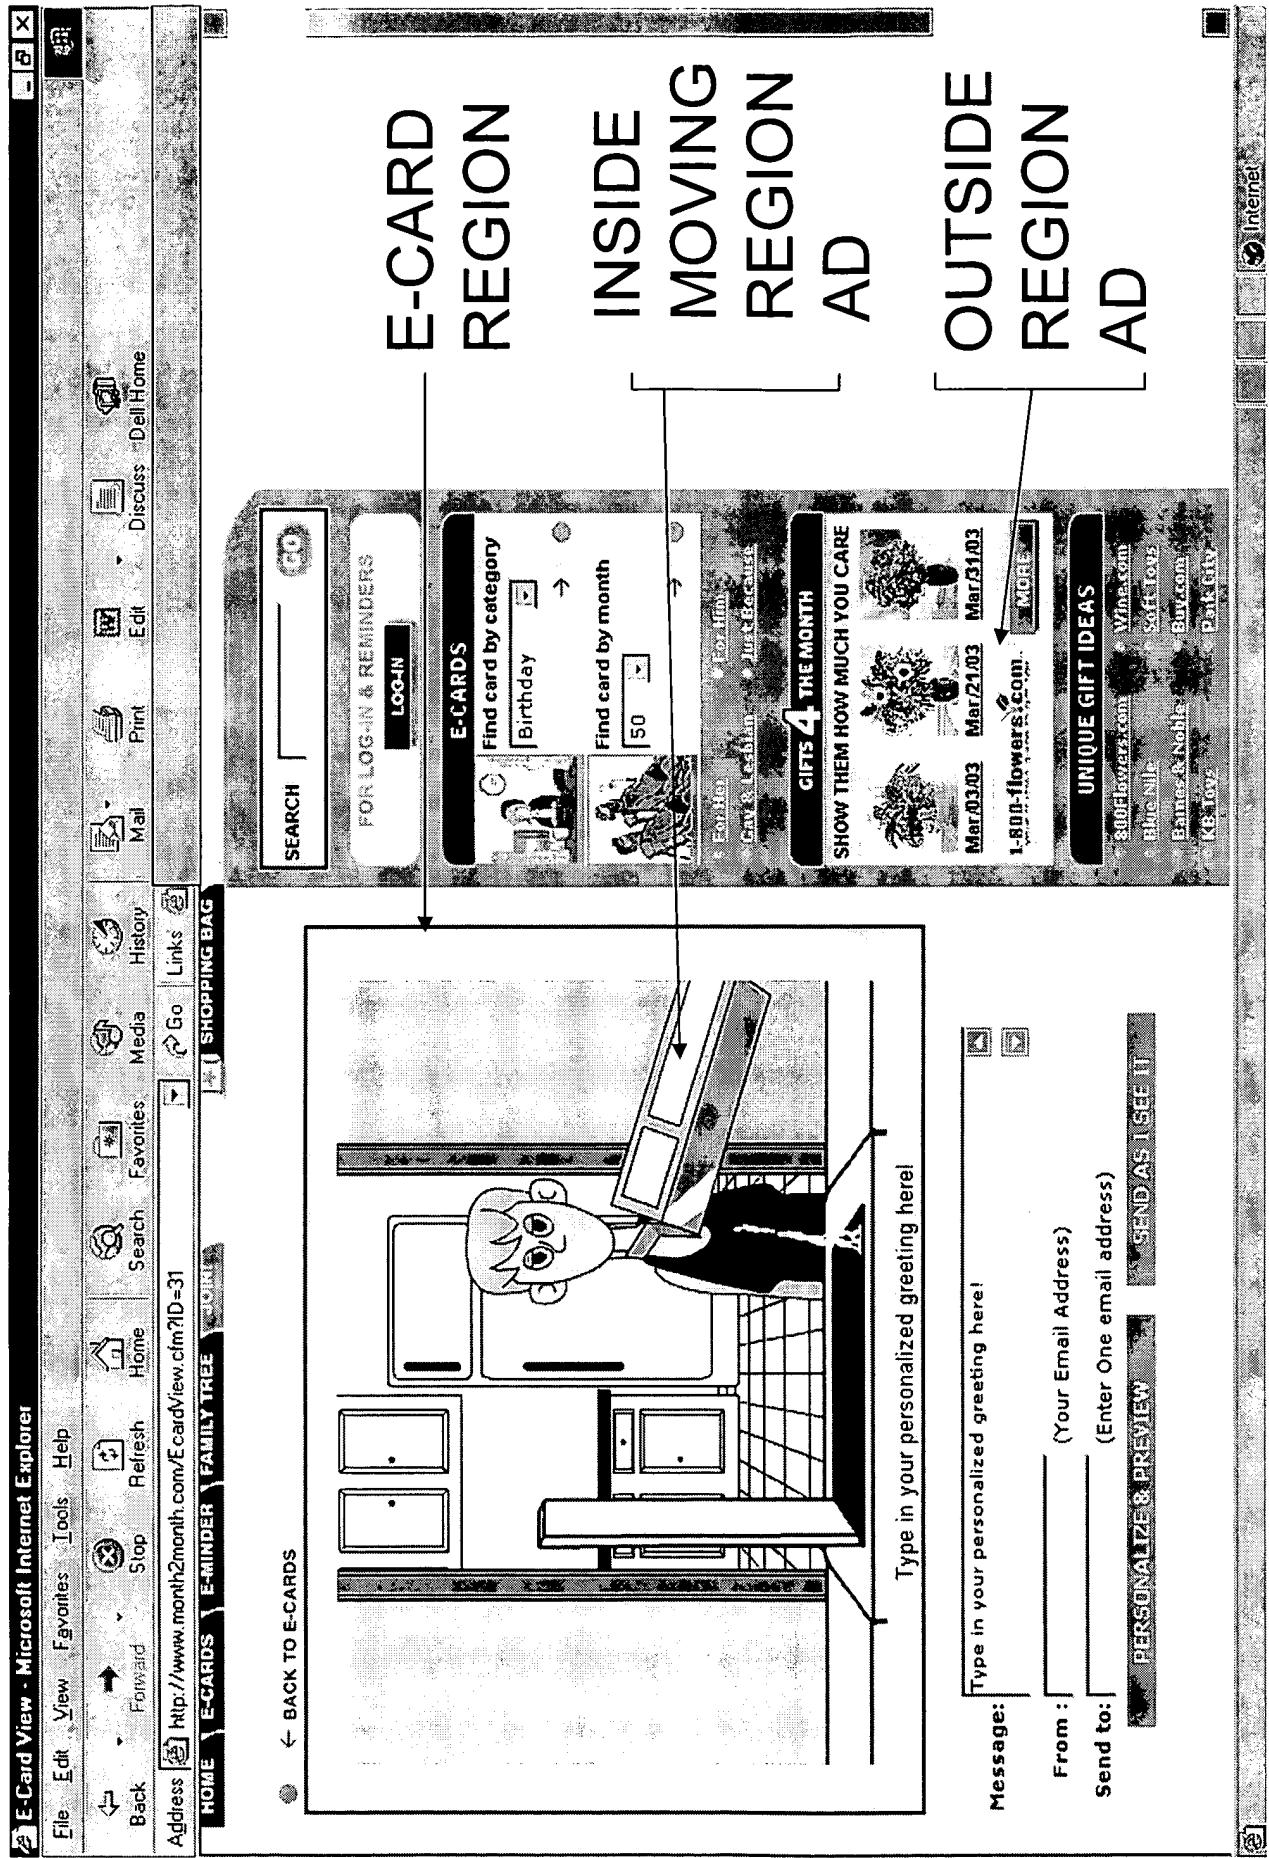 E-Card View - Microsoft Internet Explorer
File Edit View Favorites Tools Help
Back Forward Stop Refresh Home Search Favorites Media History Mail Print Edit Discuss Dell Home
Address http://www.month2month.com/EcardView.cfm?ID=31 Go Links
HOME E-CARDS E-MINDER FAMILY TREE JOIN! SHOPPING BAG
← BACK TO E-CARDS
Type in your personalized greeting here!
Message: Type in your personalized greeting here!
From : (Your Email Address)
Send to: (Enter One email address)
PERSONALIZE & PREVIEW SEND AS I SEE IT
SEARCH GO
FOR LOG-IN & REMINDERS
LOG-IN
E-CARDS
Find card by category
Birthday
Find card by month
50
For Her For Him
Gay & Lesbian Just Because
GIFTS 4 THE MONTH
SHOW THEM HOW MUCH YOU CARE
Mar/03/03 Mar/21/03 Mar/31/03
1-800-flowers.com MORE
UNIQUE GIFT IDEAS
800Flowers.com Wine.com
Blue Nile Soft Toys
Barnes & Noble Buy.com
KB Toys Path City
E-CARD
REGION
INSIDE
MOVING
REGION
AD
OUTSIDE
REGION
AD
Internet